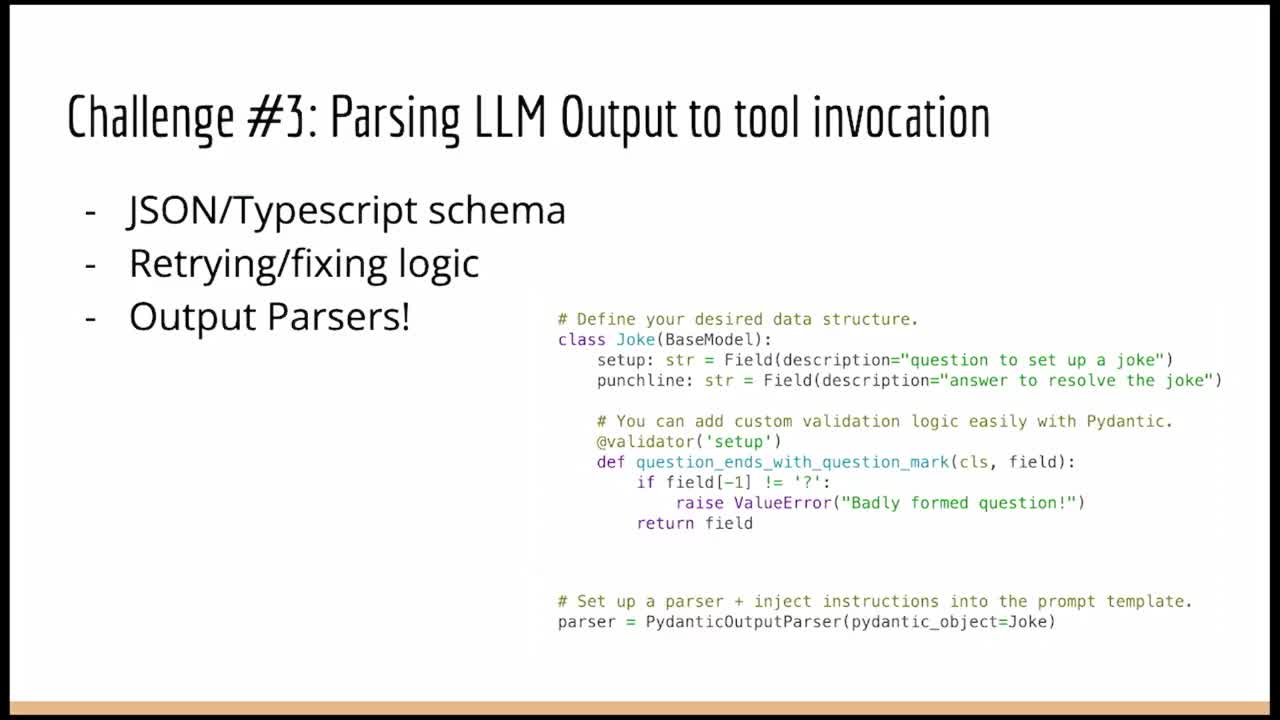 Challenge #3: Parsing LLM Output to tool invocation
- JSON/Typescript schema
- Retrying/fixing logic
- Output Parsers!
# Define your desired data structure.
class Joke(BaseModel):
    setup: str = Field(description="question to set up a joke")
    punchline: str = Field(description="answer to resolve the joke")
    # You can add custom validation logic easily with Pydantic.
    @validator('setup')
    def question_ends_with_question_mark(cls, field):
        if field[-1] != '?':
            raise ValueError("Badly formed question!")
        return field
# Set up a parser + inject instructions into the prompt template.
parser = PydanticOutputParser(pydantic_object=Joke)